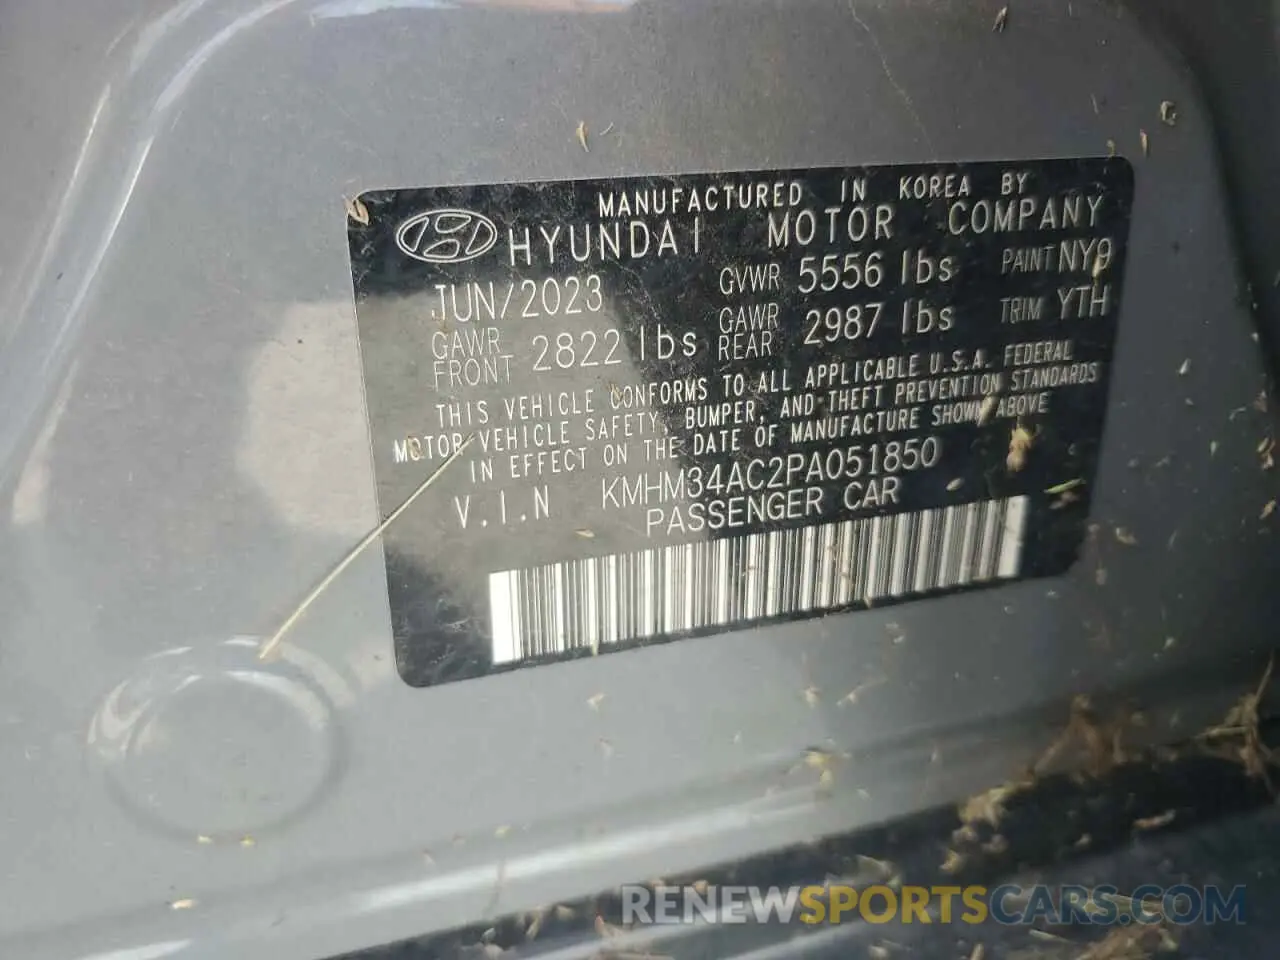 MANUFACTURED IN KOREA BY
HYUNDAI MOTOR COMPANY
JUN/2023 GVWR 5556 lbs PAINT NY9
GAWR FRONT 2822 lbs GAWR REAR 2987 lbs TRIM YTH
THIS VEHICLE CONFORMS TO ALL APPLICABLE U.S.A. FEDERAL
MOTOR VEHICLE SAFETY, BUMPER, AND THEFT PREVENTION STANDARDS
IN EFFECT ON THE DATE OF MANUFACTURE SHOWN ABOVE
V.I.N KMHM34AC2PA051850
PASSENGER CAR
RENEWSPORTSCARS.COM